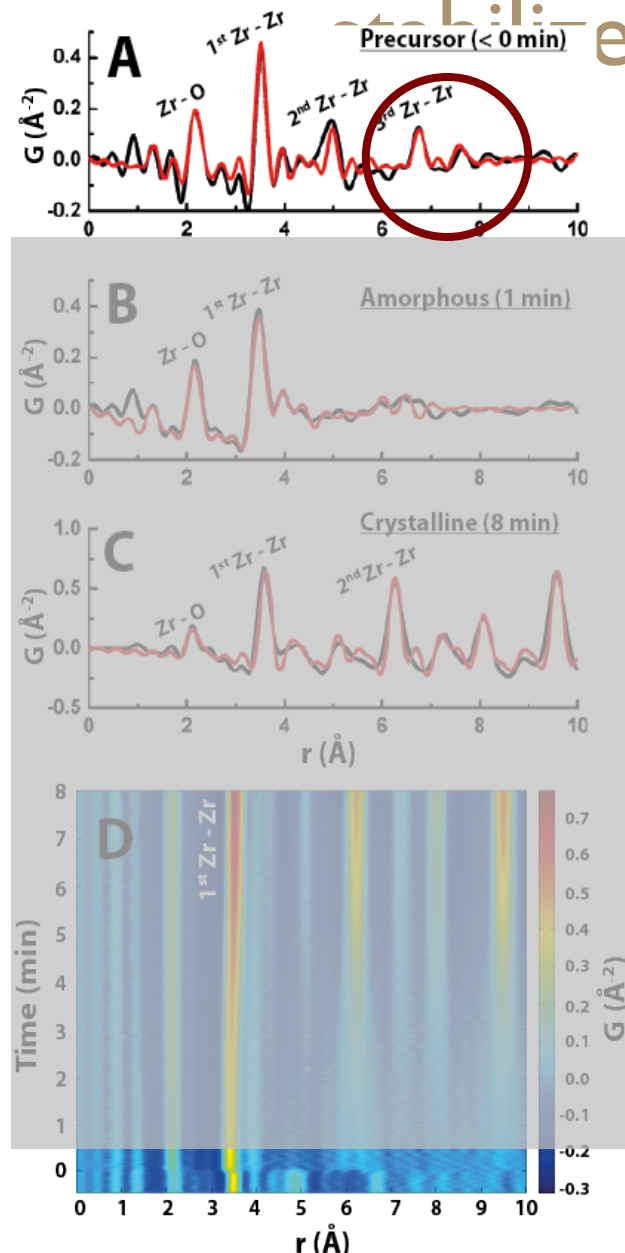 stabilize
A
Precursor (< 0 min)
1st Zr - Zr
Zr - O
2nd Zr - Zr
3rd Zr - Zr
G (Å-2)
0.4
0.2
0.0
-0.2
0 2 4 6 8 10
B
Amorphous (1 min)
1st Zr - Zr
Zr - O
G (Å-2)
0.4
0.2
0.0
-0.2
0 2 4 6 8 10
C
Crystalline (8 min)
1st Zr - Zr
2nd Zr - Zr
Zr - O
G (Å-2)
1.0
0.5
0.0
-0.5
0 2 4 6 8 10
r (Å)
D
1st Zr - Zr
Time (min)
8
7
6
5
4
3
2
1
0
0 1 2 3 4 5 6 7 8 9 10
r (Å)
0.7
0.6
0.5
0.4
0.3
0.2
0.1
0.0
-0.1
-0.2
-0.3
G (Å-2)